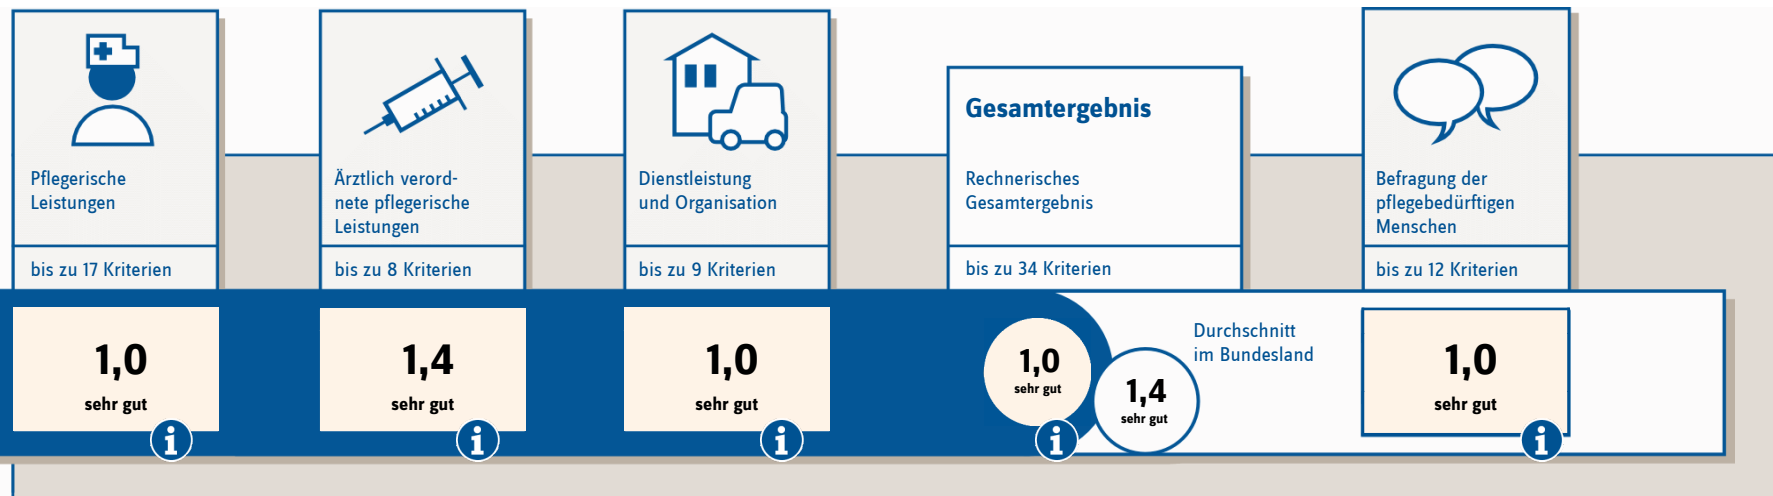 Pflegerische
Leistungen
bis zu 17 Kriterien
1,0
sehr gut
i
Ärztlich verord-
nete pflegerische
Leistungen
bis zu 8 Kriterien
1,4
sehr gut
i
Dienstleistung
und Organisation
bis zu 9 Kriterien
1,0
sehr gut
i
Gesamtergebnis
Rechnerisches
Gesamtergebnis
bis zu 34 Kriterien
1,0
sehr gut
i
1,4
sehr gut
Durchschnitt
im Bundesland
Befragung der
pflegebedürftigen
Menschen
bis zu 12 Kriterien
1,0
sehr gut
i